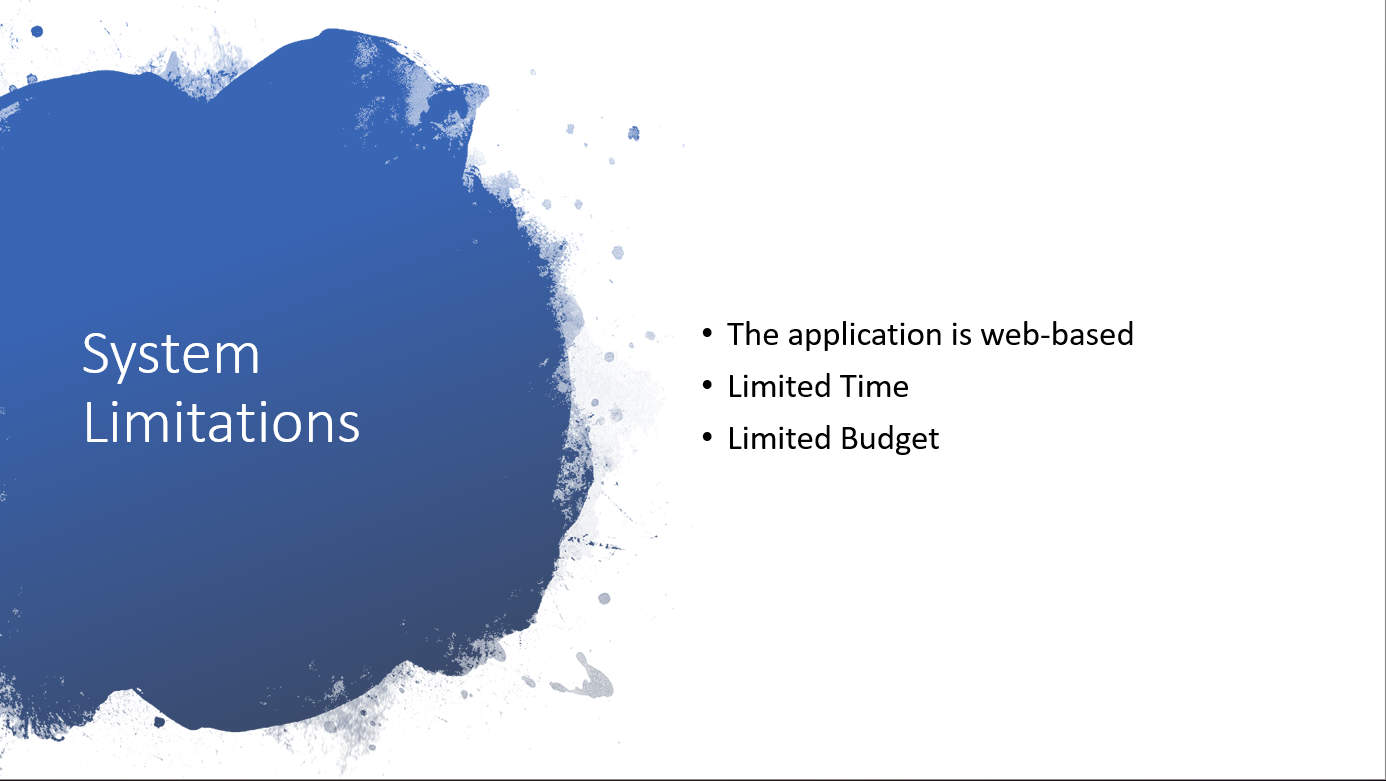 System
Limitations
• The application is web-based
• Limited Time
• Limited Budget